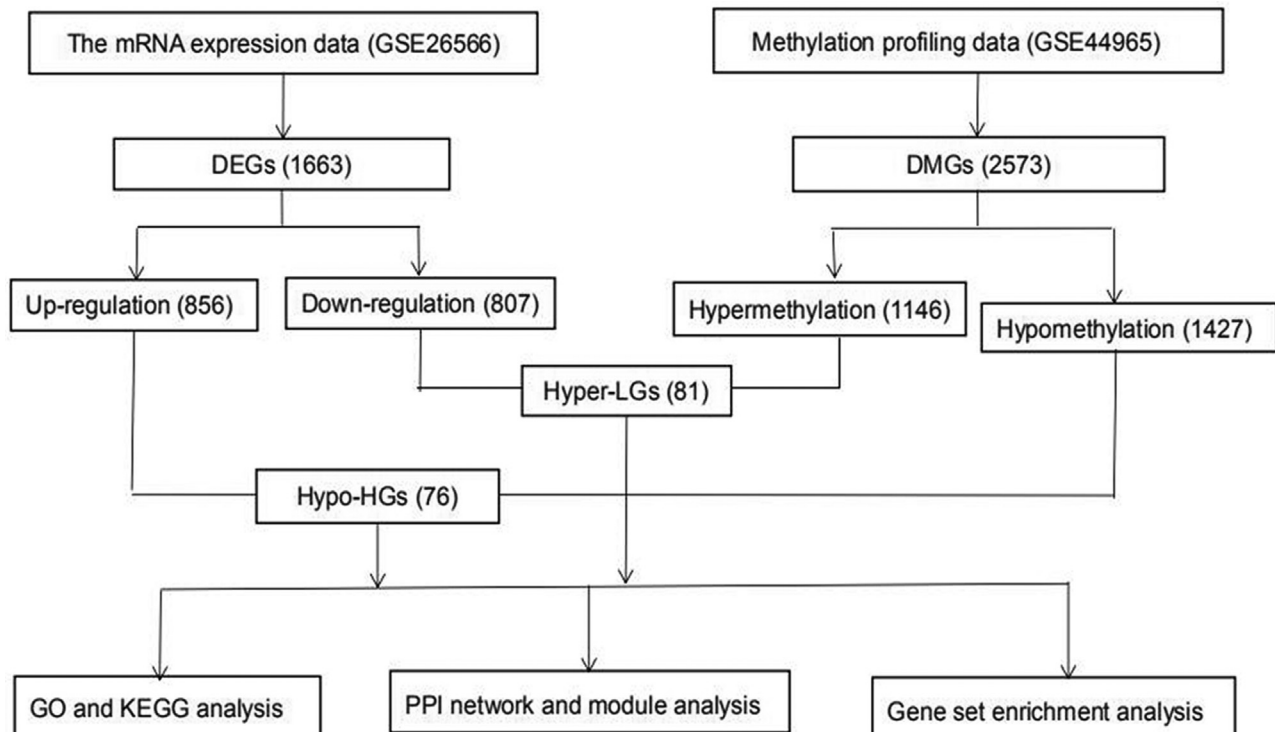 The mRNA expression data (GSE26566)
Methylation profiling data (GSE44965)
DEGs (1663)
DMGs (2573)
Up-regulation (856)
Down-regulation (807)
Hypermethylation (1146)
Hypomethylation (1427)
Hyper-LGs (81)
Hypo-HGs (76)
GO and KEGG analysis
PPI network and module analysis
Gene set enrichment analysis